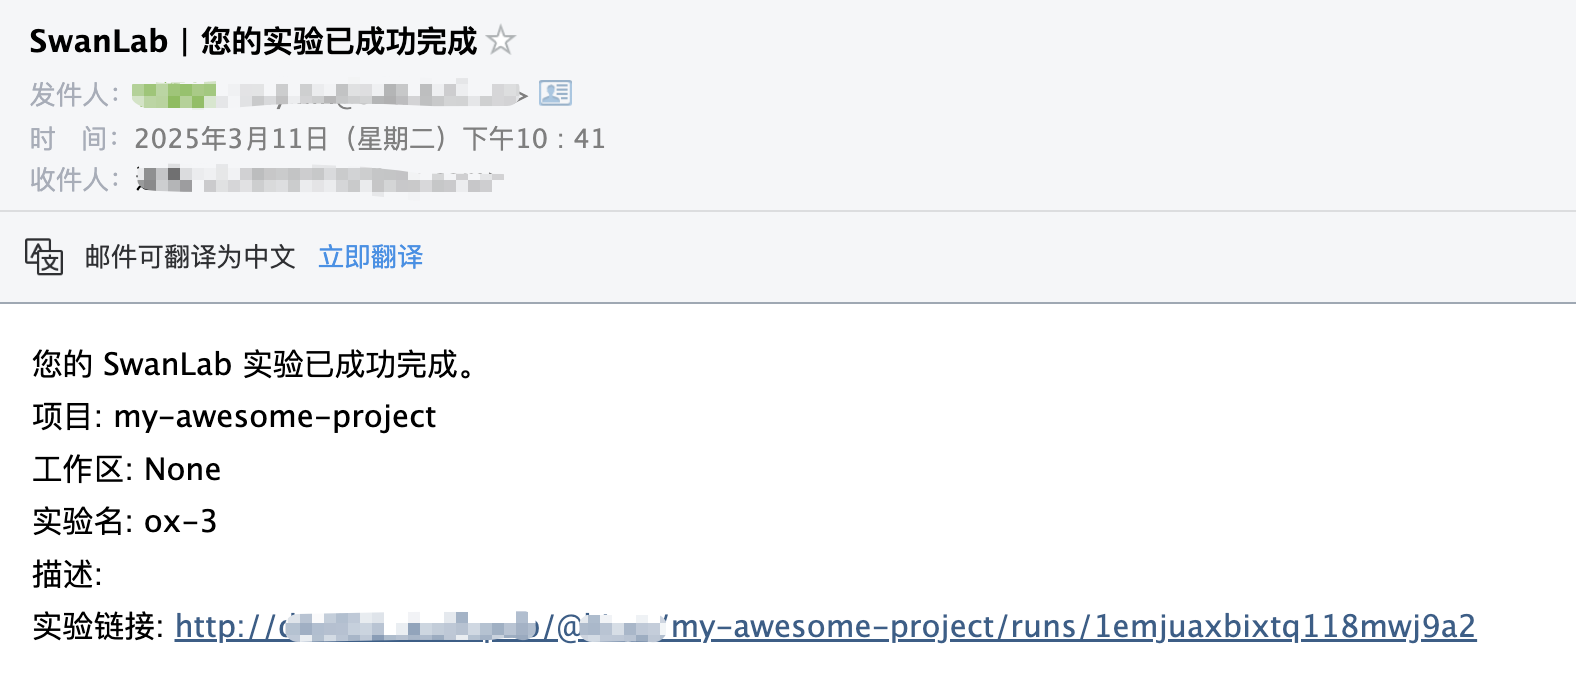 SwanLab | 您的实验已成功完成
发件人：
时 间： 2025年3月11日（星期二）下午10：41
收件人：
邮件可翻译为中文 立即翻译
您的 SwanLab 实验已成功完成。
项目: my-awesome-project
工作区: None
实验名: ox-3
描述:
实验链接: http:// /@ /my-awesome-project/runs/1emjuaxbixtq118mwj9a2